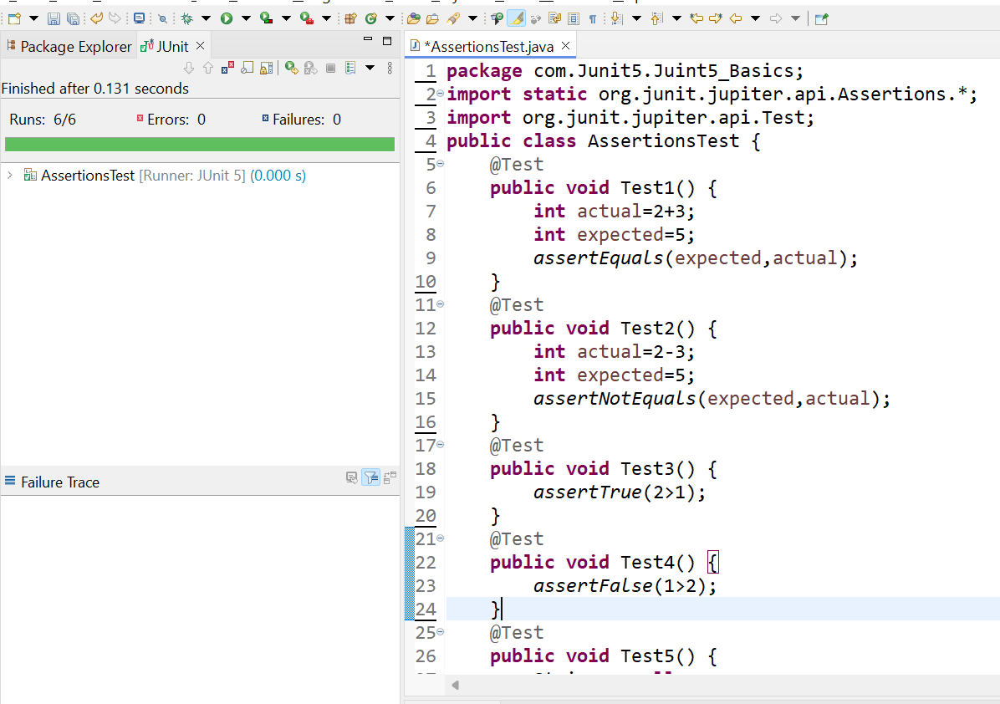 Package Explorer
JUnit
Finished after 0.131 seconds
Runs: 6/6 Errors: 0 Failures: 0
AssertionsTest [Runner: JUnit 5] (0.000 s)
Failure Trace
*AssertionsTest.java
1 package com.Junit5.Juint5_Basics;
2 import static org.junit.jupiter.api.Assertions.*;
3 import org.junit.jupiter.api.Test;
4 public class AssertionsTest {
5 @Test
6 public void Test1() {
7 int actual=2+3;
8 int expected=5;
9 assertEquals(expected,actual);
10 }
11 @Test
12 public void Test2() {
13 int actual=2-3;
14 int expected=5;
15 assertNotEquals(expected,actual);
16 }
17 @Test
18 public void Test3() {
19 assertTrue(2>1);
20 }
21 @Test
22 public void Test4() {
23 assertFalse(1>2);
24 }
25 @Test
26 public void Test5() {